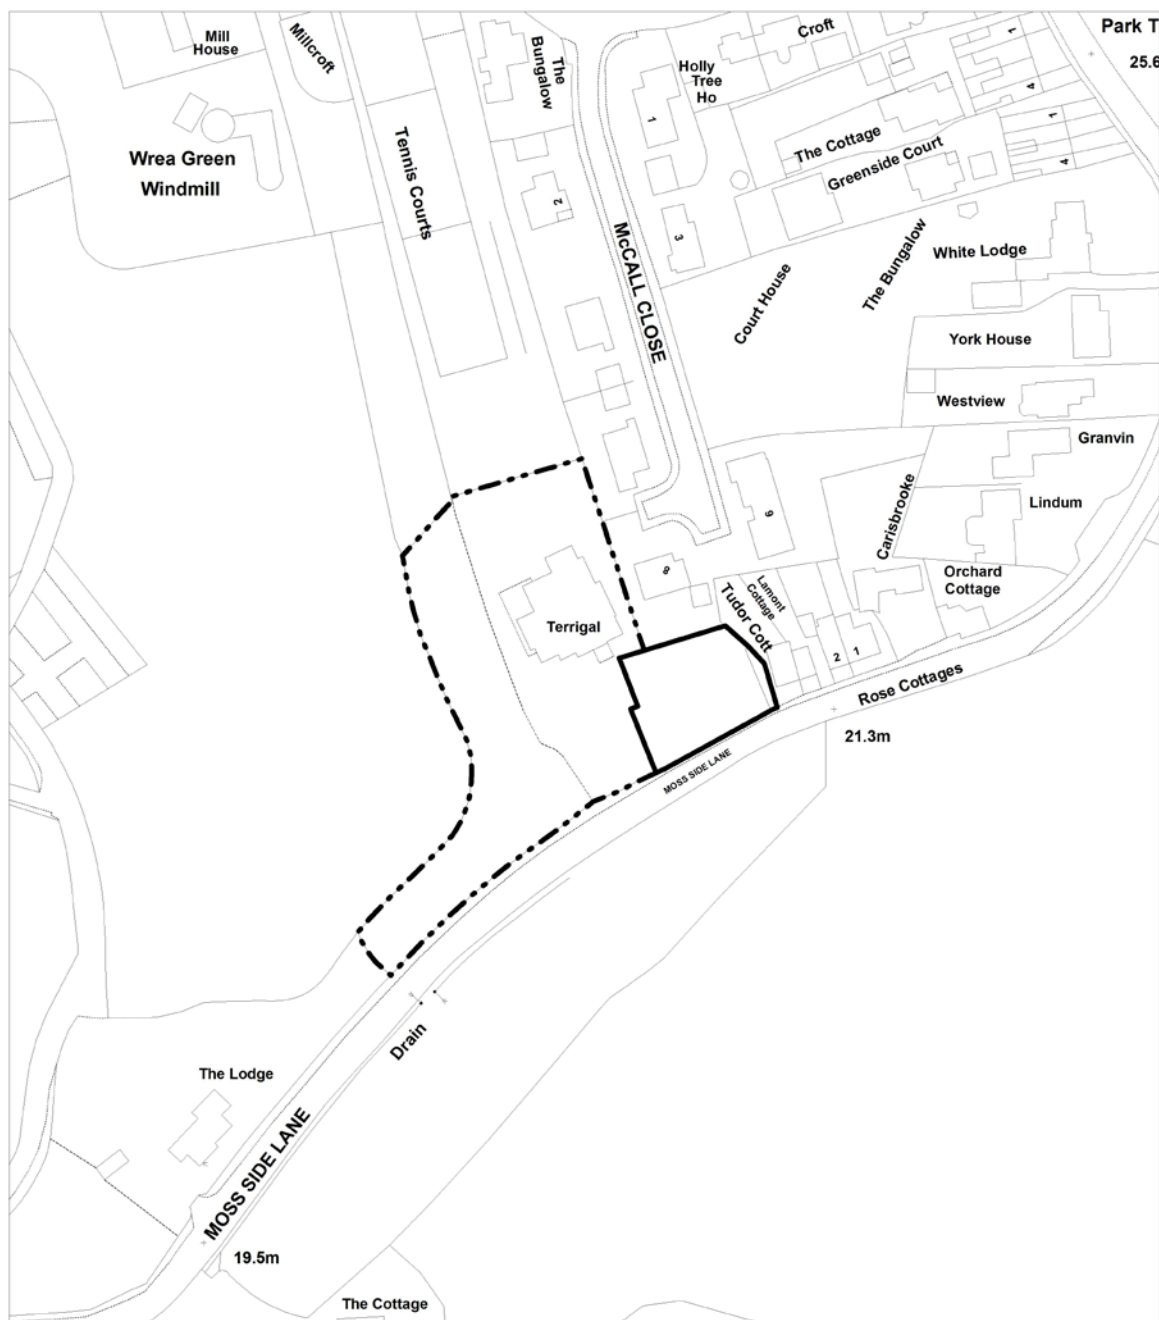 Mill
House
Millcroft
The
Bungalow
Croft
Park T
25.6
Holly
Tree
Ho
1
1
4
1
4
The Cottage
Greenside Court
Wrea Green
Windmill
Tennis Courts
2
3
McCALL CLOSE
Court House
The Bungalow
White Lodge
York House
Westview
Granvin
Carisbrooke
Lindum
9
8
Orchard
Cottage
Lamont
Cottage
Tudor Cott
Terrigal
2
1
Rose Cottages
21.3m
MOSS SIDE LANE
Drain
The Lodge
MOSS SIDE LANE
19.5m
The Cottage